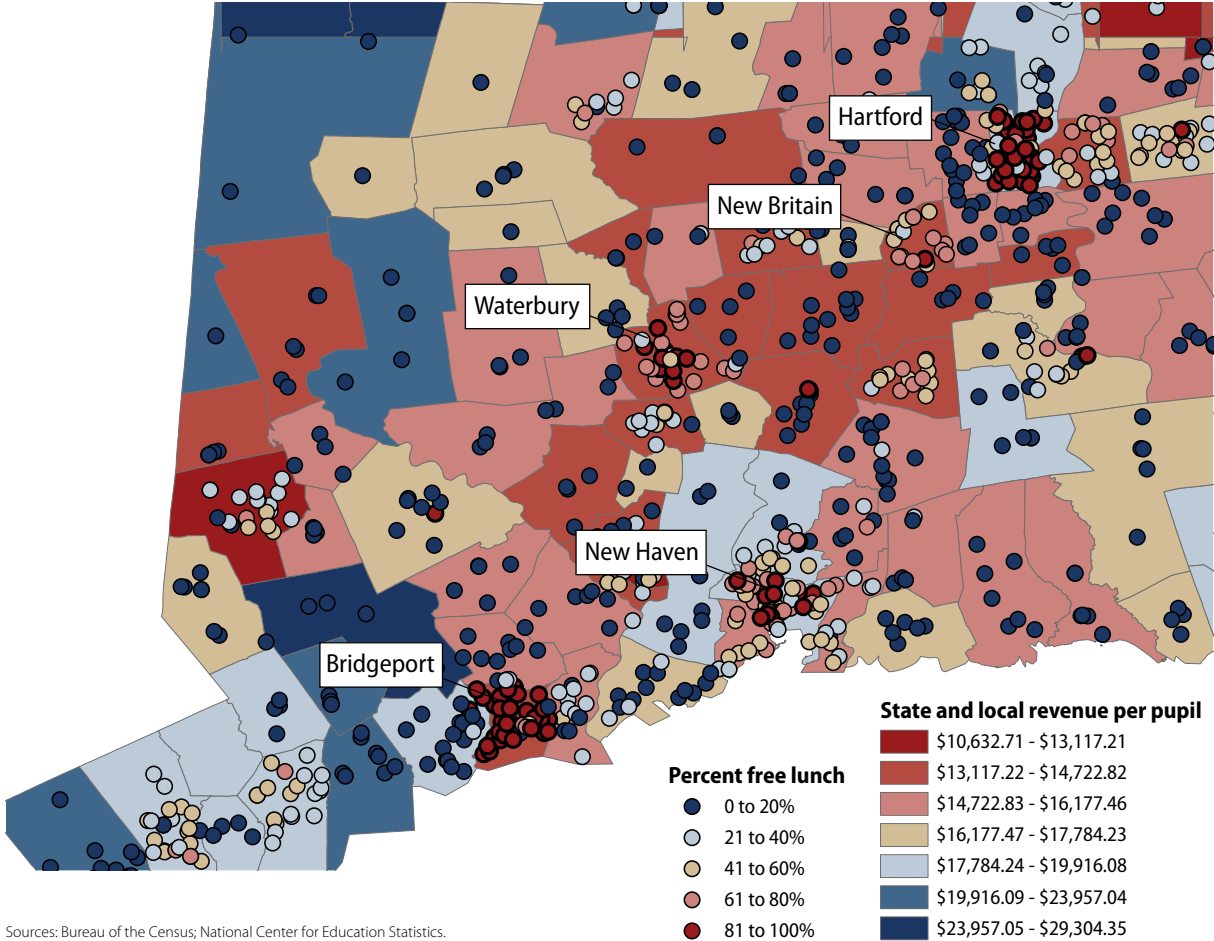 Hartford
New Britain
Waterbury
New Haven
Bridgeport
State and local revenue per pupil
$10,632.71 - $13,117.21
$13,117.22 - $14,722.82
$14,722.83 - $16,177.46
$16,177.47 - $17,784.23
$17,784.24 - $19,916.08
$19,916.09 - $23,957.04
$23,957.05 - $29,304.35
Percent free lunch
0 to 20%
21 to 40%
41 to 60%
61 to 80%
81 to 100%
Sources: Bureau of the Census; National Center for Education Statistics.